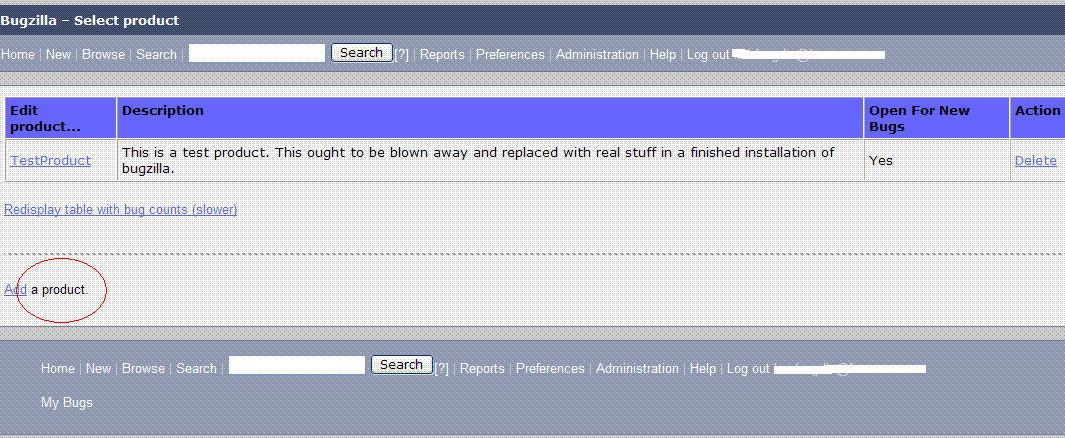 Bugzilla – Select product
Home | New | Browse | Search | Search [?] | Reports | Preferences | Administration | Help | Log out
Edit product... Description Open For New Bugs Action
TestProduct This is a test product. This ought to be blown away and replaced with real stuff in a finished installation of bugzilla. Yes Delete
Redisplay table with bug counts (slower)
Add a product.
Home | New | Browse | Search | Search [?] | Reports | Preferences | Administration | Help | Log out
My Bugs